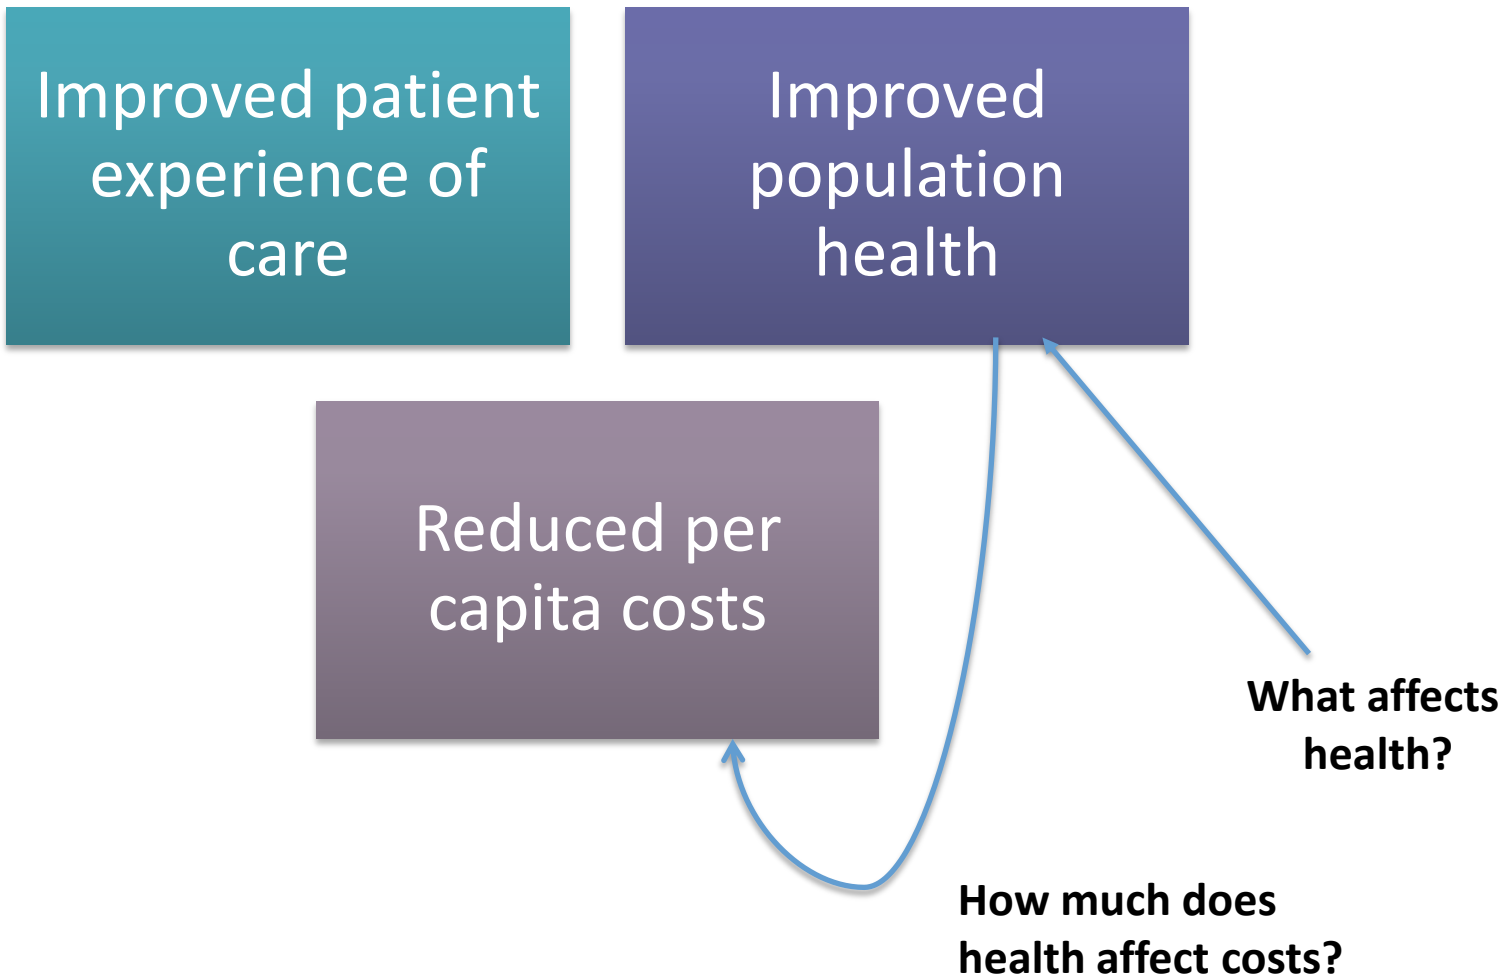 Improved patient
experience of
care
Improved
population
health
Reduced per
capita costs
What affects
health?
How much does
health affect costs?